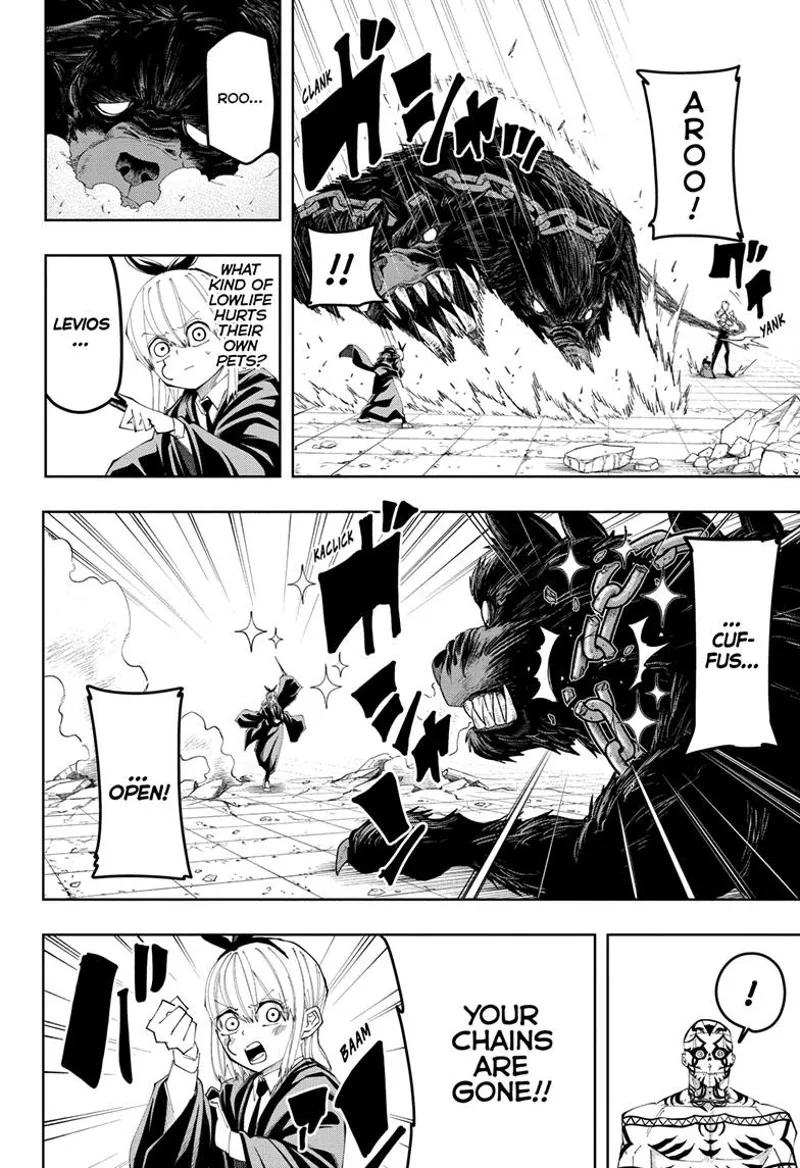 A
R
O
O
!
YANK
CLANK
!!
ROO...
WHAT
KIND OF
LOWLIFE
HURTS
THEIR
OWN
PETS?
LEVIOS
...
...
CUF-
FUS...
KACLICK
...
OPEN!
!
YOUR
CHAINS
ARE
GONE!!
BAAM